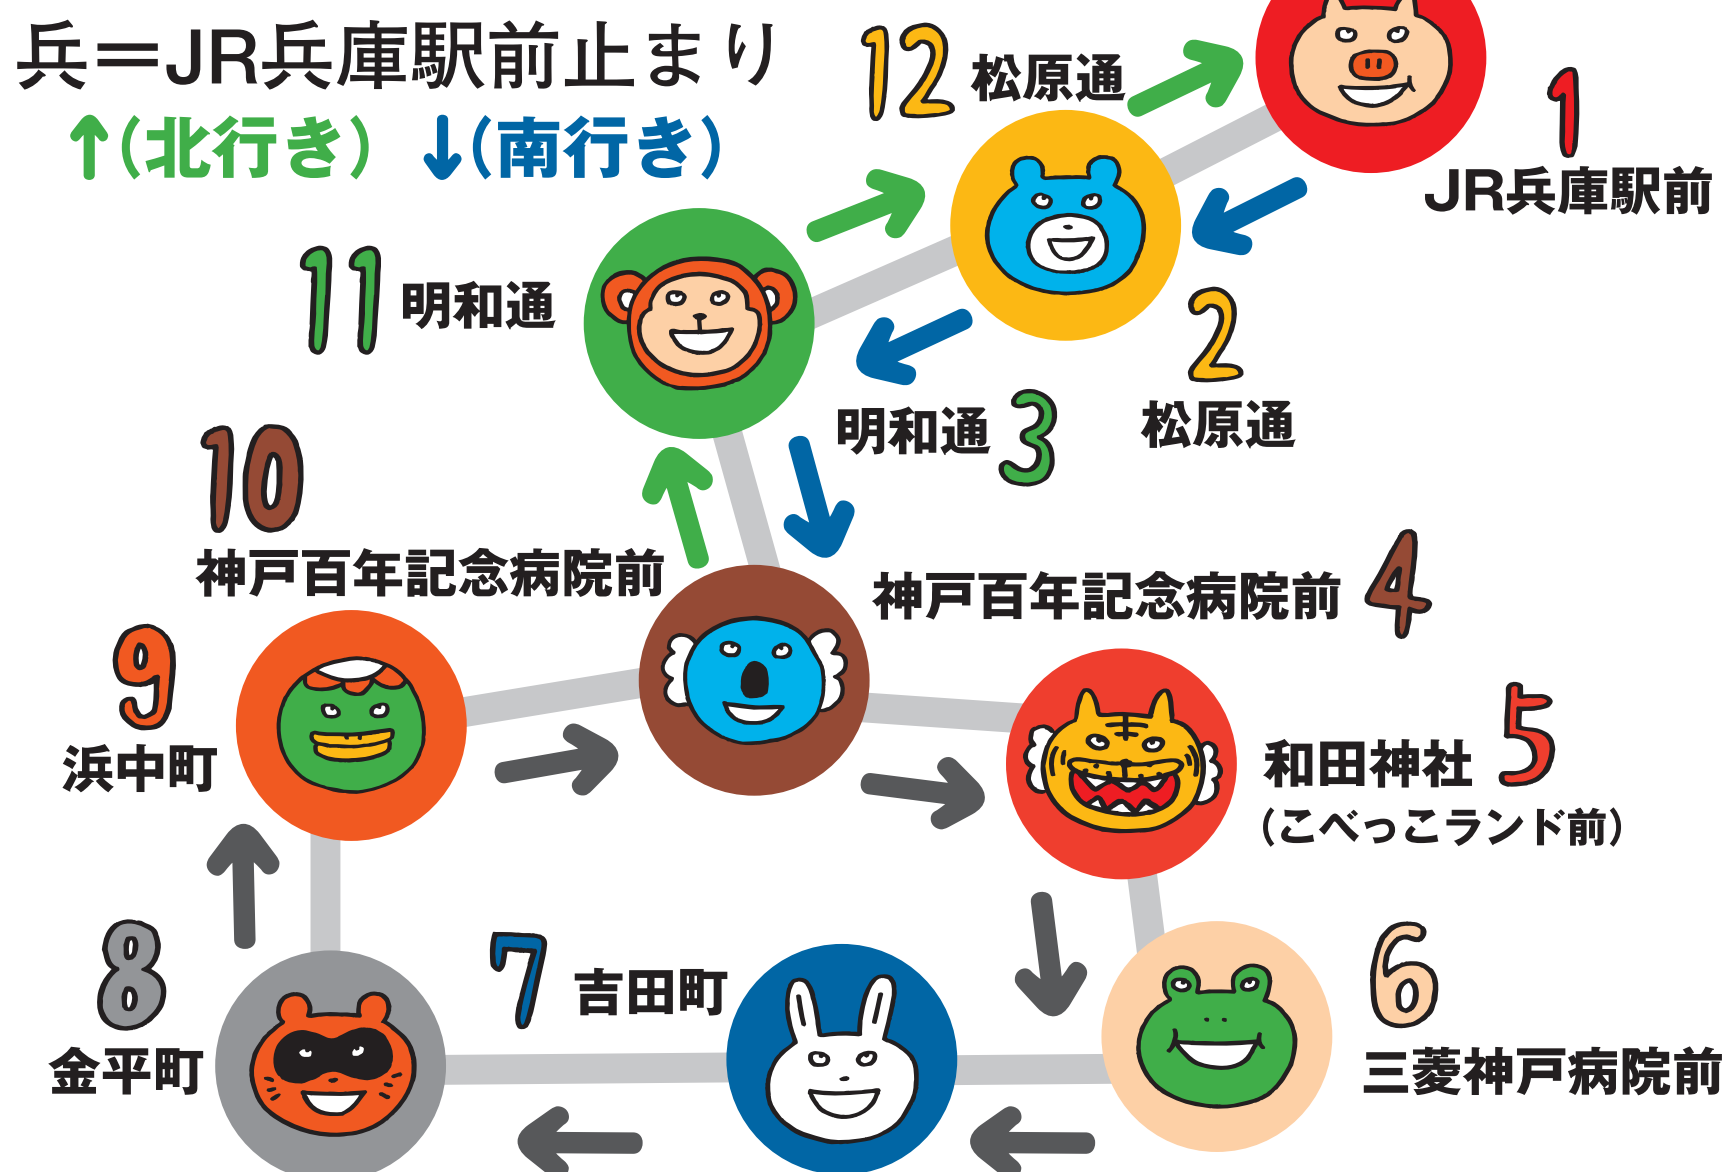 兵＝JR兵庫駅前止まり
↑(北行き) ↓(南行き)
12 松原通
1
JR兵庫駅前
11 明和通
2
松原通
明和通 3
10
神戸百年記念病院前
神戸百年記念病院前 4
9
浜中町
和田神社 5
(こべっこランド前)
8
金平町
7 吉田町
6
三菱神戸病院前